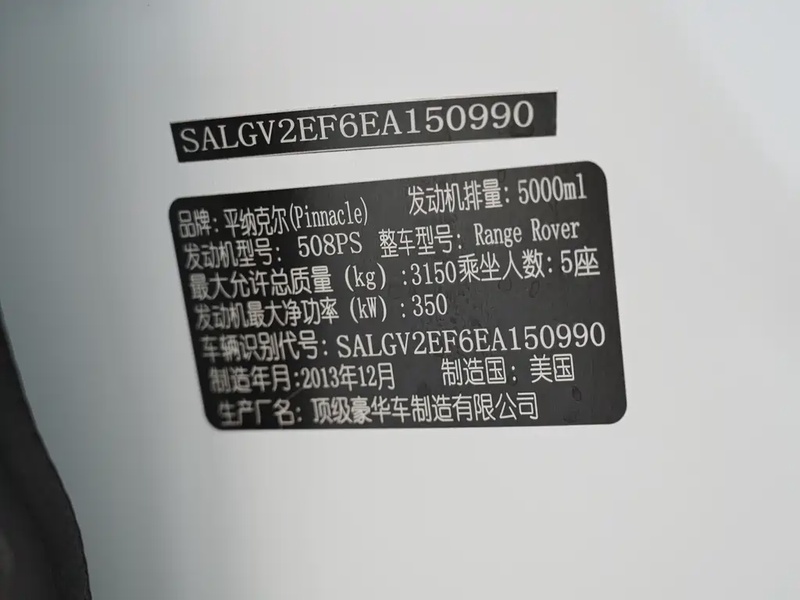 SALGV2EF6EA150990
品牌：平纳克尔(Pinnacle) 发动机排量：5000ml
发动机型号：508PS 整车型号：Range Rover
最大允许总质量（kg）:3150 乘坐人数：5座
发动机最大净功率（kW）:350
车辆识别代号：SALGV2EF6EA150990
制造年月:2013年12月 制造国：美国
生产厂名：顶级豪华车制造有限公司